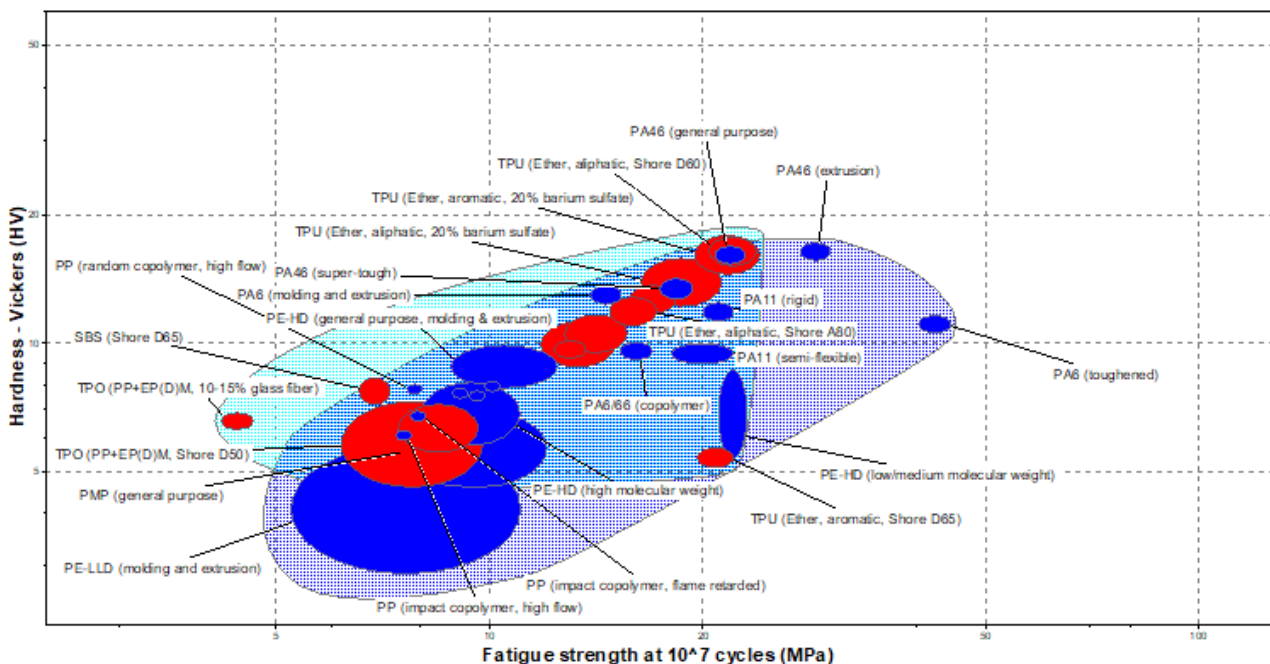 50
PA46 (general purpose)
TPU (Ether, aliphatic, Shore D60)
PA46 (extrusion)
TPU (Ether, aromatic, 20% barium sulfate)
20
TPU (Ether, aliphatic, 20% barium sulfate)
PP (random copolymer, high flow)
PA46 (super-tough)
PA6 (molding and extrusion)
PA11 (rigid)
PE-HD (general purpose, molding & extrusion)
TPU (Ether, aliphatic, Shore A80)
SBS (Shore D65)
10
PA11 (semi-flexible)
PA6 (toughened)
TPO (PP+EP(D)M, 10-15% glass fiber)
PA6/66 (copolymer)
TPO (PP+EP(D)M, Shore D50)
5
PE-HD (low/medium molecular weight)
PE-HD (high molecular weight)
PMP (general purpose)
TPU (Ether, aromatic, Shore D65)
PE-LLD (molding and extrusion)
PP (impact copolymer, flame retarded)
PP (impact copolymer, high flow)
Hardness - Vickers (HV)
5 10 20 50 100
Fatigue strength at 10^7 cycles (MPa)